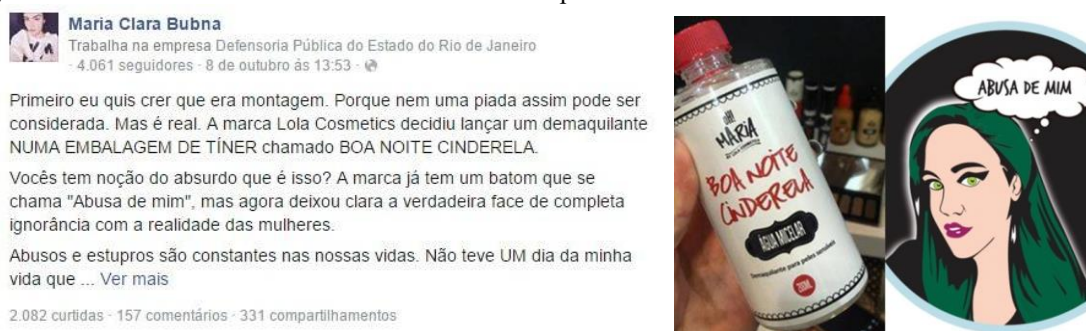 Maria Clara Bubna
Trabalha na empresa Defensoria Pública do Estado do Rio de Janeiro
· 4.061 seguidores · 8 de outubro ás 13:53 ·
Primeiro eu quis crer que era montagem. Porque nem uma piada assim pode ser
considerada. Mas é real. A marca Lola Cosmetics decidiu lançar um demaquilante
NUMA EMBALAGEM DE TÍNER chamado BOA NOITE CINDERELA.
Vocês tem noção do absurdo que é isso? A marca já tem um batom que se
chama "Abusa de mim", mas agora deixou clara a verdadeira face de completa
ignorância com a realidade das mulheres.
Abusos e estupros são constantes nas nossas vidas. Não teve UM dia da minha
vida que ... Ver mais
2.082 curtidas · 157 comentários · 331 compartilhamentos
MARIA
BOA NOITE
CINDERELA
ÁGUA MICELAR
Demaquilante para peles sensíveis
ABUSA DE MIM